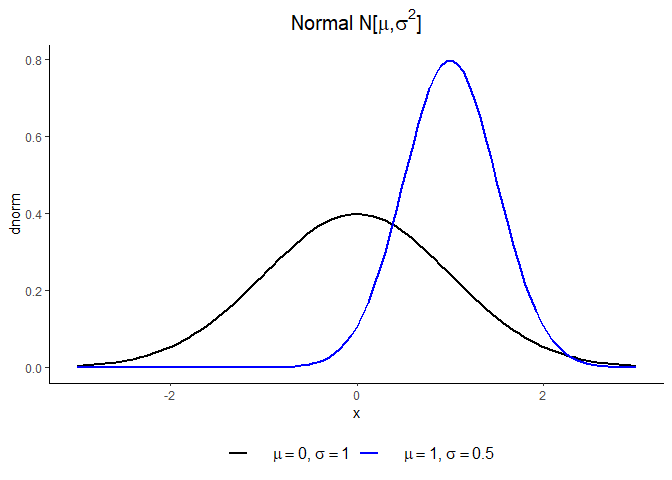 Normal N[μ,σ²]
0.8
0.6
0.4
0.2
0.0
dnorm
-2 0 2
x
μ = 0, σ = 1 μ = 1, σ = 0.5